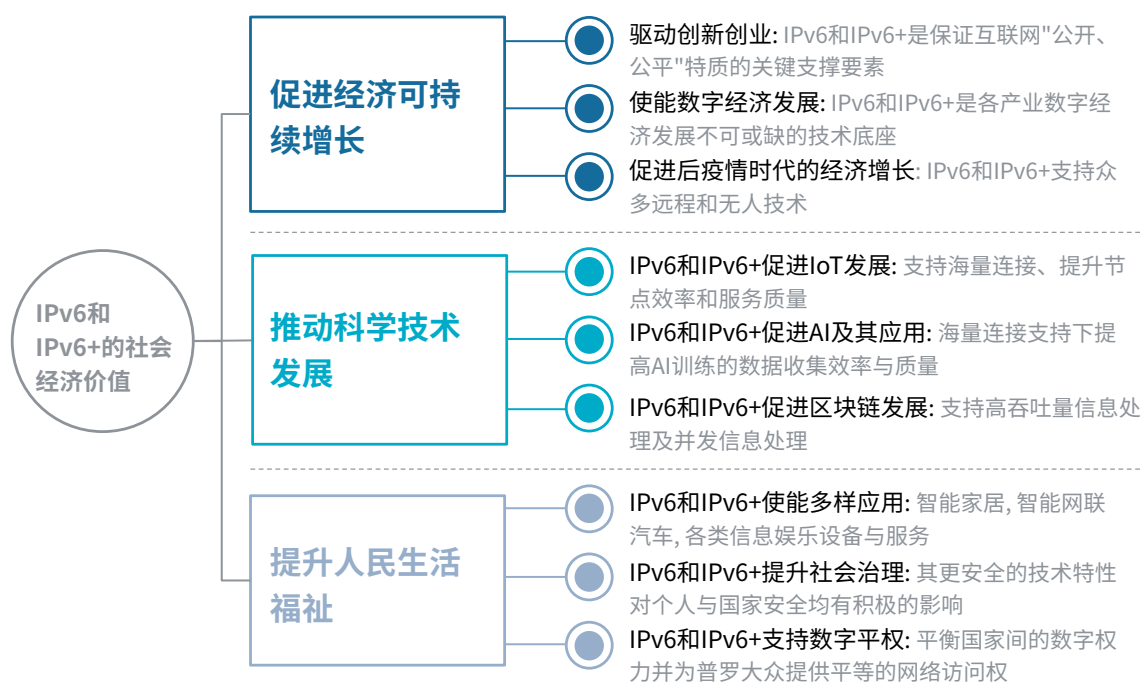 IPv6和
IPv6+的社会
经济价值
促进经济可持
续增长
驱动创新创业: IPv6和IPv6+是保证互联网"公开、
公平"特质的关键支撑要素
使能数字经济发展: IPv6和IPv6+是各产业数字经
济发展不可或缺的技术底座
促进后疫情时代的经济增长: IPv6和IPv6+支持众
多远程和无人技术
推动科学技术
发展
IPv6和IPv6+促进IoT发展: 支持海量连接、提升节
点效率和服务质量
IPv6和IPv6+促进AI及其应用: 海量连接支持下提
高AI训练的数据收集效率与质量
IPv6和IPv6+促进区块链发展: 支持高吞吐量信息处
理及并发信息处理
提升人民生活
福祉
IPv6和IPv6+使能多样应用: 智能家居, 智能网联
汽车, 各类信息娱乐设备与服务
IPv6和IPv6+提升社会治理: 其更安全的技术特性
对个人与国家安全均有积极的影响
IPv6和IPv6+支持数字平权: 平衡国家间的数字权
力并为普罗大众提供平等的网络访问权